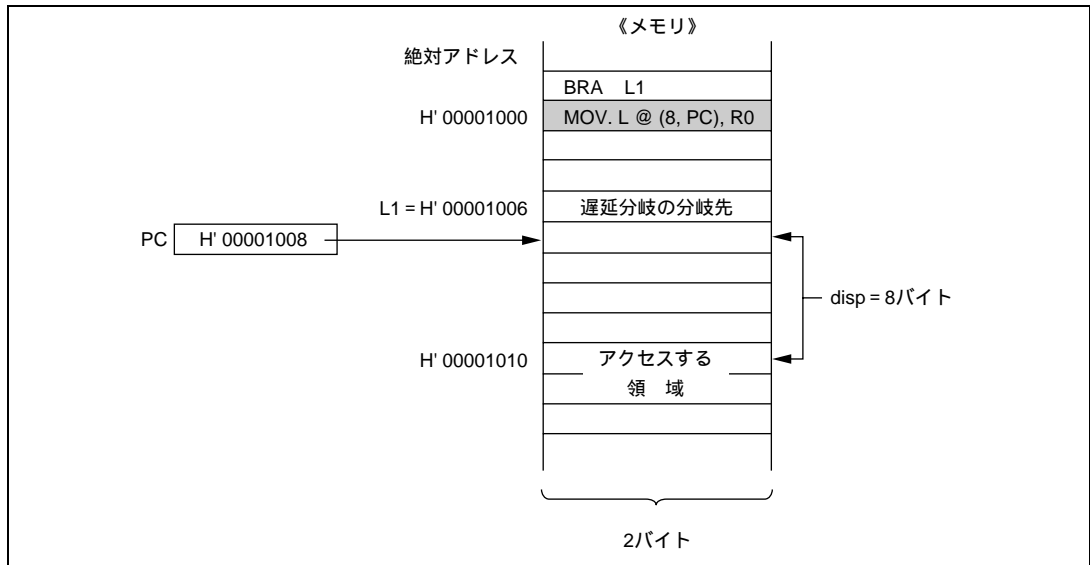 《メモリ》
絶対アドレス
BRA L1
H' 00001000 MOV. L @ (8, PC), R0
L1 = H' 00001006 遅延分岐の分岐先
PC H' 00001008
disp = 8バイト
H' 00001010 アクセスする
領 域
2バイト